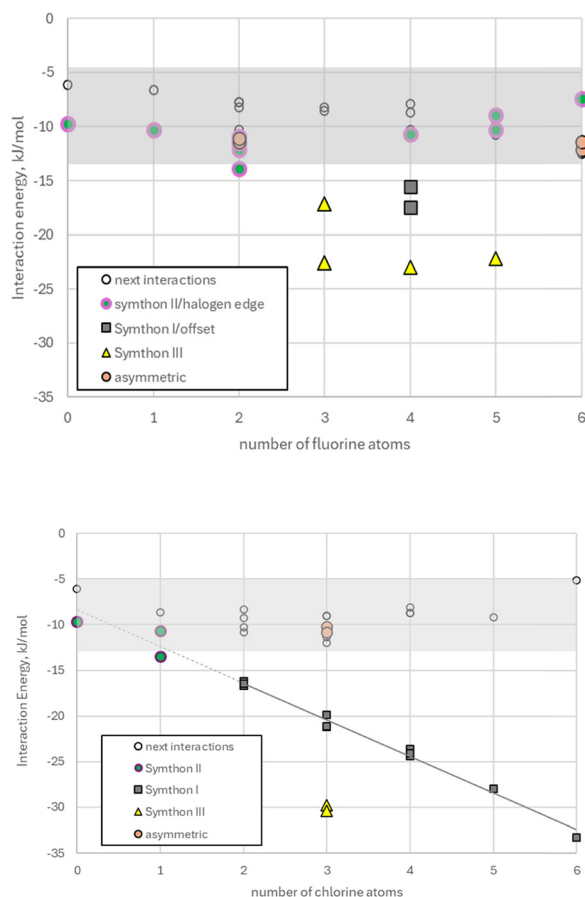 0
-5
-10
-15
-20
-25
-30
-35
Interaction energy, kJ/mol
next interactions
symthon II/halogen edge
Symthon I/offset
Symthon III
asymmetric
0 1 2 3 4 5 6
number of fluorine atoms
0
-5
-10
-15
-20
-25
-30
-35
Interaction Energy, kJ/mol
next interactions
Symthon II
Symthon I
Symthon III
asymmetric
0 1 2 3 4 5 6
number of chlorine atoms